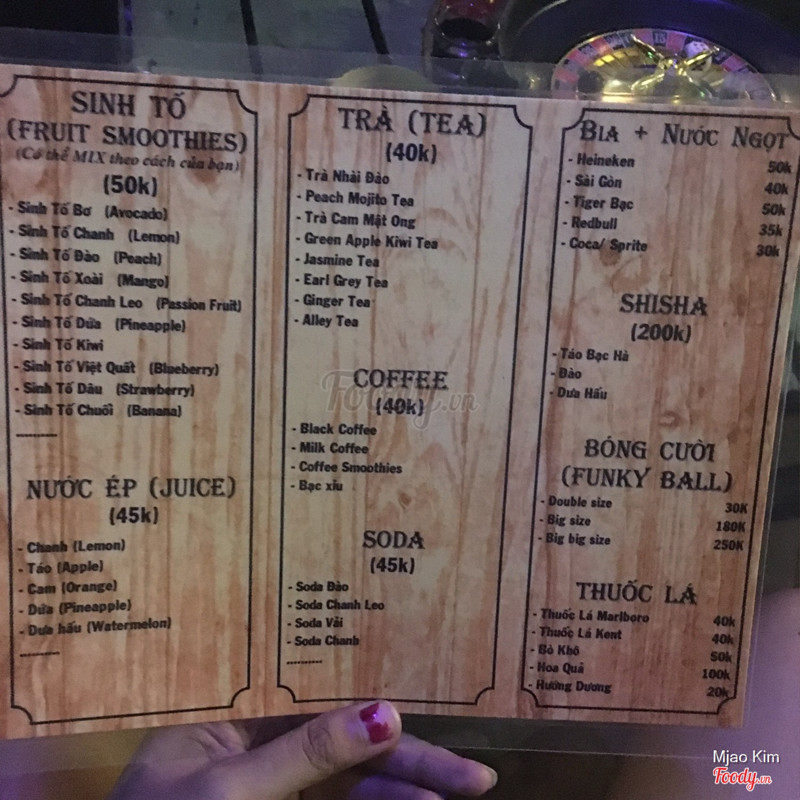 SINH TỐ
(FRUIT SMOOTHIES)
(Có thể MIX theo cách của bạn)
(50k)
- Sinh Tố Bơ (Avocado)
- Sinh Tố Chanh (Lemon)
- Sinh Tố Đào (Peach)
- Sinh Tố Xoài (Mango)
- Sinh Tố Chanh Leo (Passion Fruit)
- Sinh Tố Dứa (Pineapple)
- Sinh Tố Kiwi
- Sinh Tố Việt Quất (Blueberry)
- Sinh Tố Dâu (Strawberry)
- Sinh Tố Chuối (Banana)
...........
NƯỚC ÉP (JUICE)
(45k)
- Chanh (Lemon)
- Táo (Apple)
- Cam (Orange)
- Dứa (Pineapple)
- Dưa hấu (Watermelon)
...........
TRÀ (TEA)
(40k)
- Trà Nhài Đào
- Peach Mojito Tea
- Trà Cam Mật Ong
- Green Apple Kiwi Tea
- Jasmine Tea
- Earl Grey Tea
- Ginger Tea
- Alley Tea
COFFEE
(40k)
- Black Coffee
- Milk Coffee
- Coffee Smoothies
- Bạc xỉu
SODA
(45k)
- Soda Đào
- Soda Chanh Leo
- Soda Vải
- Soda Chanh
...........
BIA + NƯỚC NGỌT
- Heineken 50k
- Sài Gòn 40k
- Tiger Bạc 50k
- Redbull 35k
- Coca/ Sprite 30k
SHISHA
(200k)
- Táo Bạc Hà
- Đào
- Dưa Hấu
BÓNG CƯỜI
(FUNKY BALL)
- Double size 30K
- Big size 180K
- Big big size 250K
THUỐC LÁ
- Thuốc Lá Marlboro 40k
- Thuốc Lá Kent 40k
- Bò Khô 50k
- Hoa Quả 100k
- Hướng Dương 20k
Foody.vn
Mjao Kim
Foody.vn